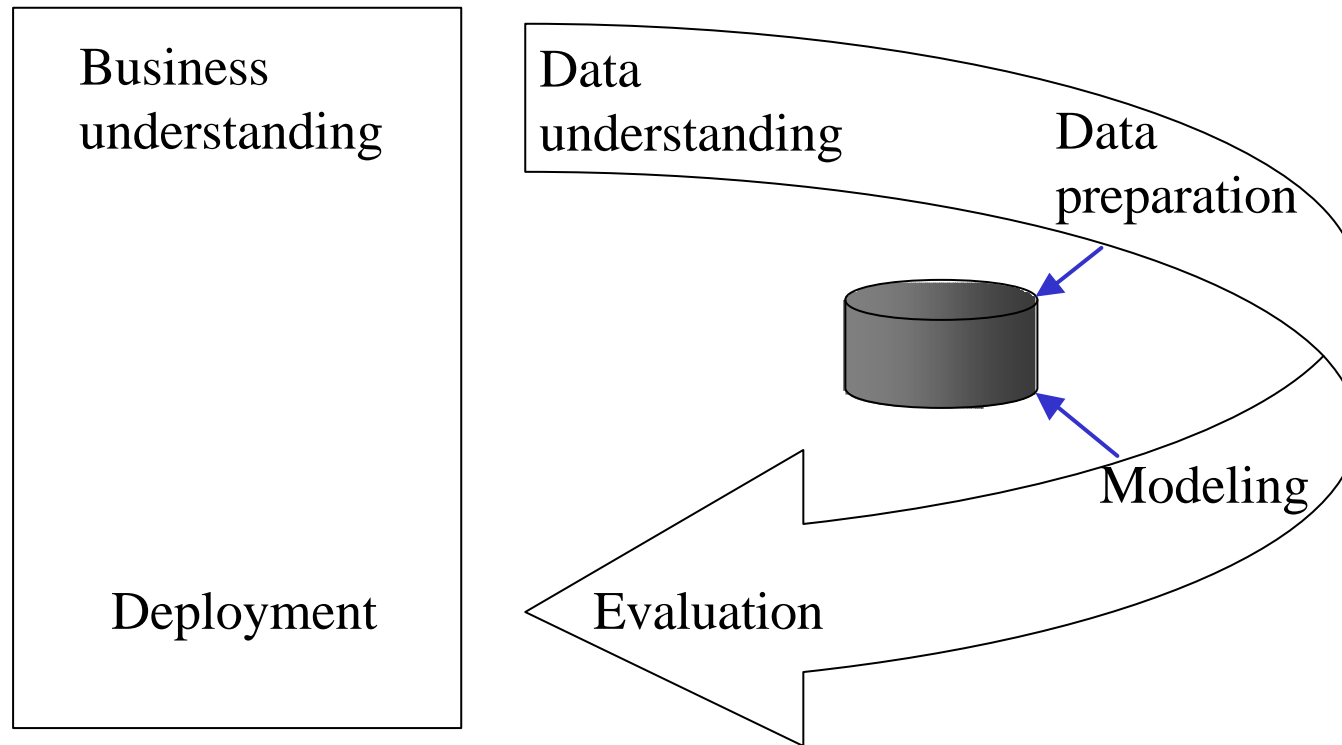 Business
understanding
Data
understanding
Data
preparation
Modeling
Evaluation
Deployment